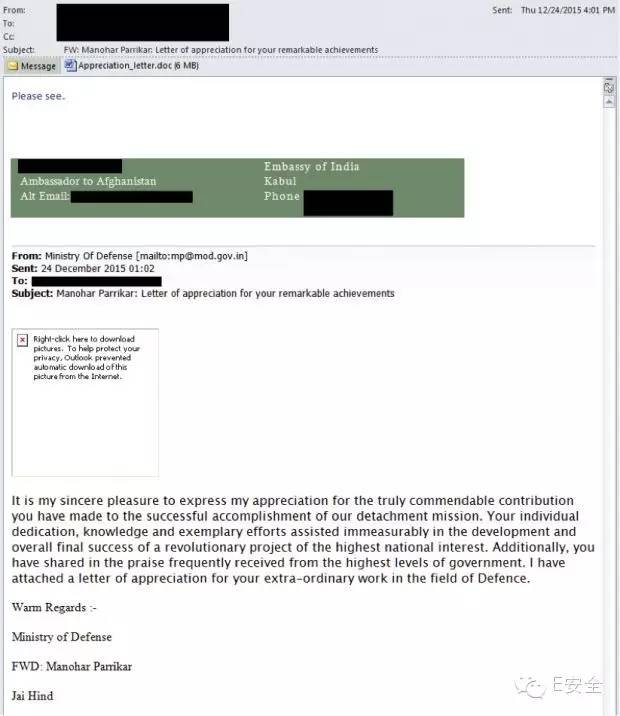 From:
Sent: Thu 12/24/2015 4:01 PM
To:
Cc:
Subject: FW: Manohar Parrikar: Letter of appreciation for your remarkable achievements
Message Appreciation_letter.doc (6 MB)
Please see.
Embassy of India
Ambassador to Afghanistan Kabul
Alt Email: Phone
From: Ministry Of Defense [mailto:mp@mod.gov.in]
Sent: 24 December 2015 01:02
To:
Subject: Manohar Parrikar: Letter of appreciation for your remarkable achievements
Right-click here to download
pictures. To help protect your
privacy, Outlook prevented
automatic download of this
picture from the Internet.
It is my sincere pleasure to express my appreciation for the truly commendable contribution
you have made to the successful accomplishment of our detachment mission. Your individual
dedication, knowledge and exemplary efforts assisted immeasurably in the development and
overall final success of a revolutionary project of the highest national interest. Additionally, you
have shared in the praise frequently received from the highest levels of government. I have
attached a letter of appreciation for your extra-ordinary work in the field of Defence.
Warm Regards :-
Ministry of Defense
FWD: Manohar Parrikar
Jai Hind
E安全